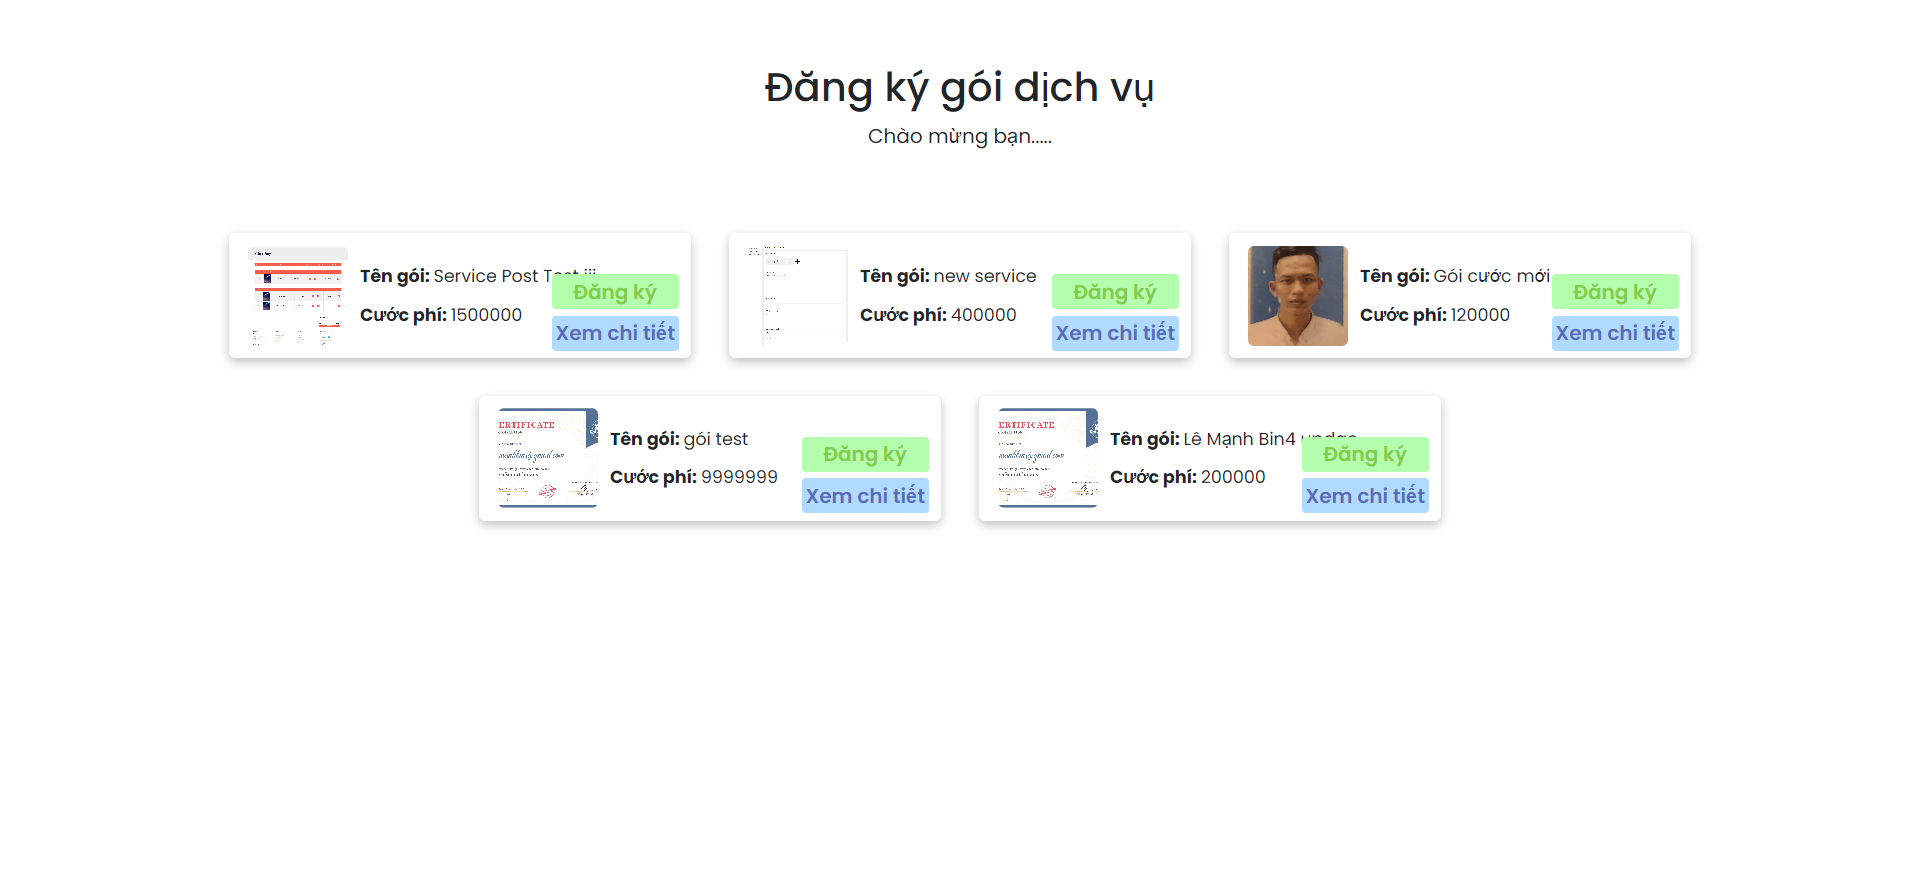 Đăng ký gói dịch vụ
Chào mừng bạn.....
Tên gói: Service Post
Đăng ký
Cước phí: 1500000
Xem chi tiết
Tên gói: new service
Đăng ký
Cước phí: 400000
Xem chi tiết
Tên gói: Gói cước mới
Đăng ký
Cước phí: 120000
Xem chi tiết
ERTIFICATE
Tên gói: gói test
Đăng ký
Cước phí: 9999999
Xem chi tiết
ERTIFICATE
Tên gói: Lê Mạnh Bin4
Đăng ký
Cước phí: 200000
Xem chi tiết